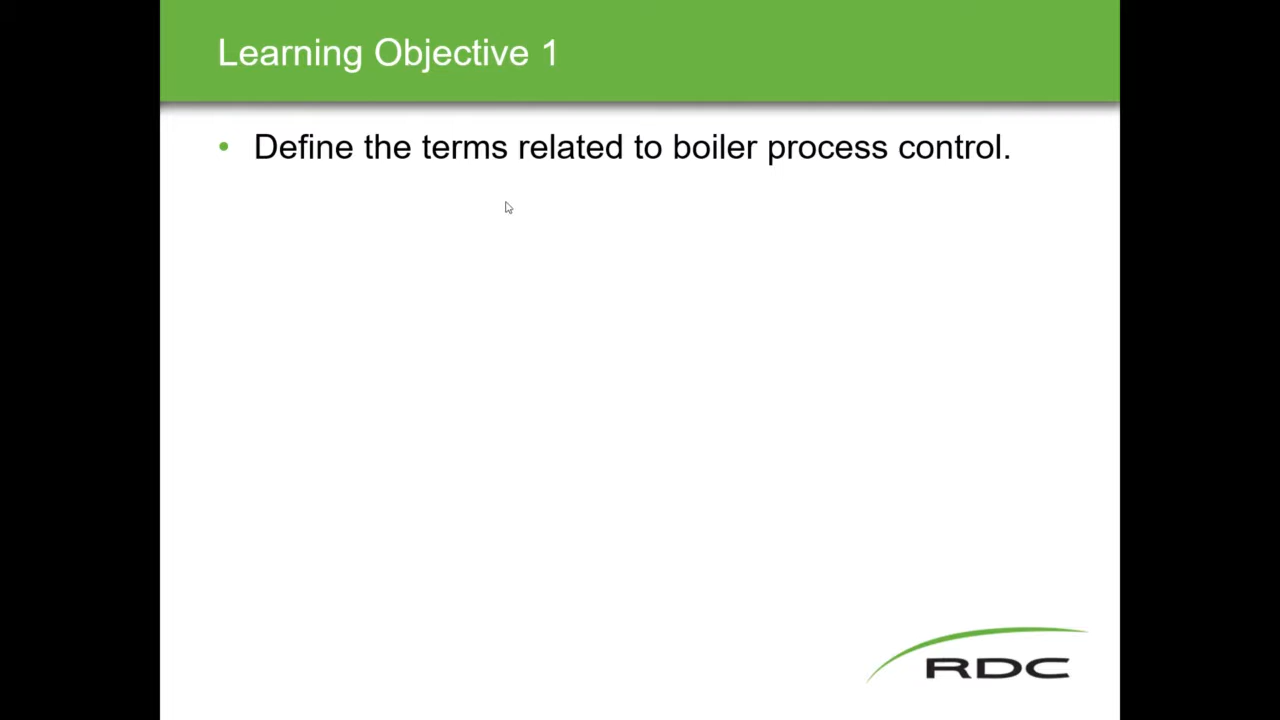 Learning Objective 1
• Define the terms related to boiler process control.
RDC